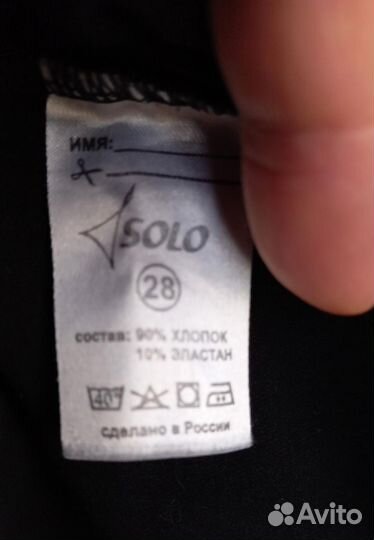 ИМЯ:
SOLO
28
состав: 90% ХЛОПОК
10% ЭЛАСТАН
40°
сделано в России
Avito